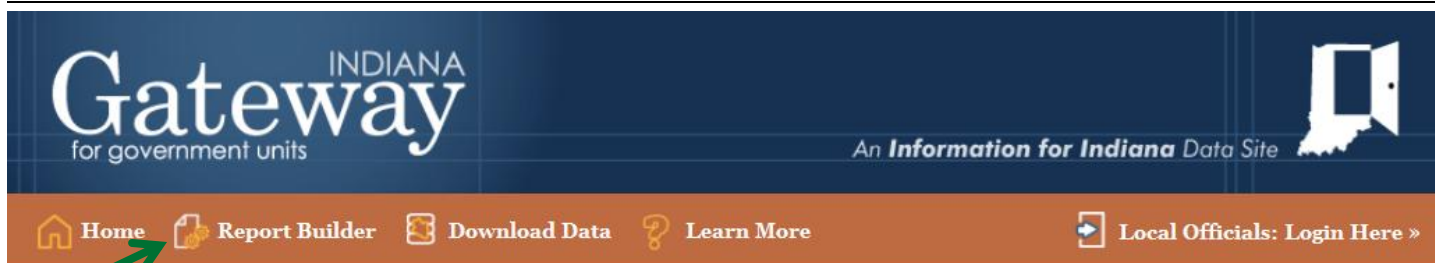 INDIANA
Gateway
for government units
An Information for Indiana Data Site
Home Report Builder Download Data Learn More Local Officials: Login Here »